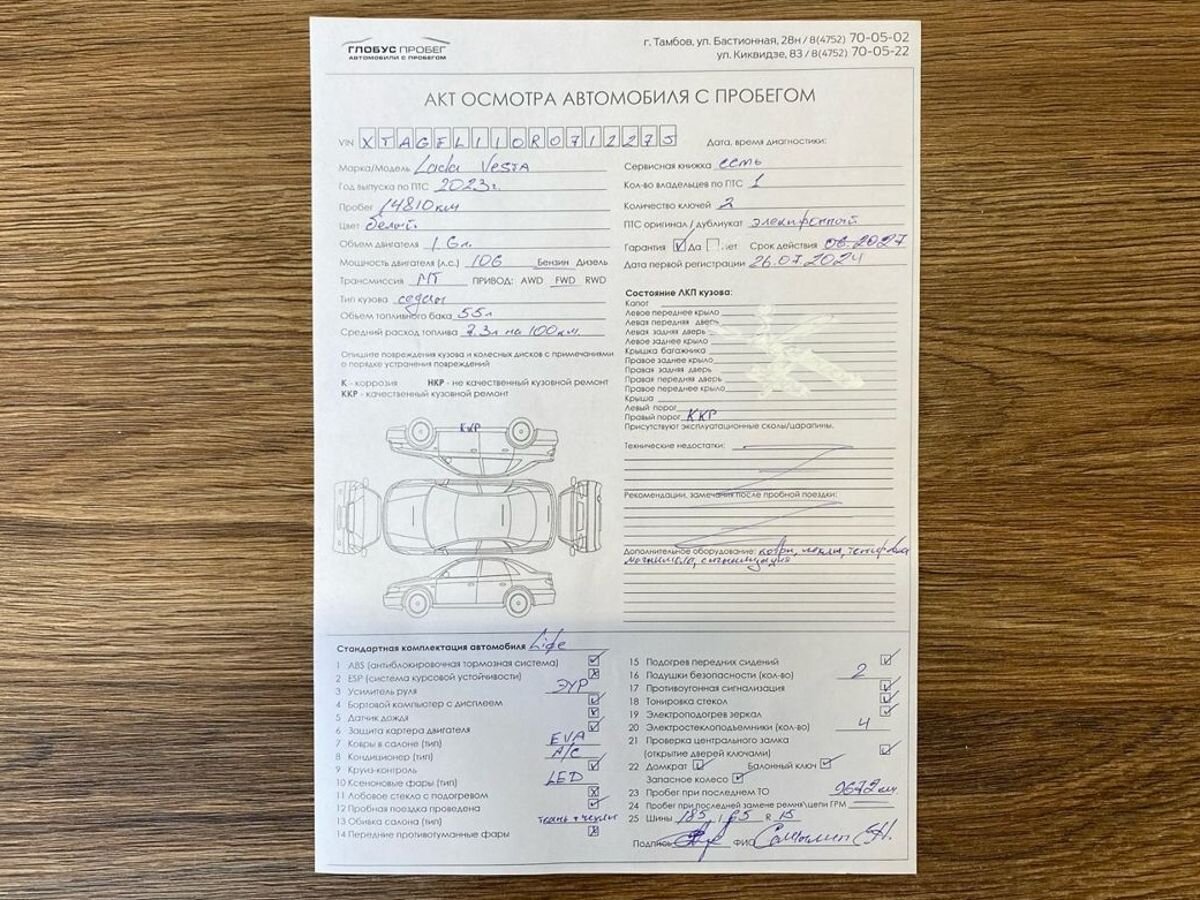 ГЛОБУС ПРОБЕГ
АВТОМОБИЛИ С ПРОБЕГОМ
г. Тамбов, ул. Бастионная, 28н / 8(4752) 70-05-02
ул. Киквидзе, 83 / 8(4752) 70-05-22
АКТ ОСМОТРА АВТОМОБИЛЯ С ПРОБЕГОМ
VIN XTAGFL110R0712275
Дата, время диагностики:
Марка/Модель Lada Vesta
Год выпуска по ПТС 2023г.
Пробег 14810 км
Цвет белый
Объем двигателя 1,6л.
Мощность двигателя (л.с.) 106 Бензин Дизель
Трансмиссия МТ ПРИВОД: AWD FWD RWD
Тип кузова седан
Объем топливного бака 55л
Средний расход топлива 7.3л на 100км.
Опишите повреждения кузова и колесных дисков с примечаниями
о порядке устранения повреждений
К - коррозия НКР - не качественный кузовной ремонт
ККР - качественный кузовной ремонт
ККР
Сервисная книжка есть
Кол-во владельцев по ПТС 1
Количество ключей 2
ПТС оригинал / дубликат электронный
Гарантия Да Нет Срок действия 06.2027
Дата первой регистрации 26.07.2024
Состояние ЛКП кузова:
Капот
Левое переднее крыло
Левая передняя дверь
Левая задняя дверь
Левое заднее крыло
Крышка багажника
Правое заднее крыло
Правая задняя дверь
Правая передняя дверь
Правое переднее крыло
Крыша
Левый порог
Правый порог ККР
Присутствуют эксплуатационные сколы/царапины.
Технические недостатки:
Рекомендации, замечания после пробной поездки:
Дополнительное оборудование: ковры, чехлы, тонировка
магнитола, сигнализация
Стандартная комплектация автомобиля Life
1 ABS (антиблокировочная тормозная система)
2 ESP (система курсовой устойчивости)
3 Усилитель руля ЭУР
4 Бортовой компьютер с дисплеем
5 Датчик дождя
6 Защита картера двигателя
7 Ковры в салоне (тип) EVA
8 Кондиционер (тип) A/C
9 Круиз-контроль
10 Ксеноновые фары (тип) LED
11 Лобовое стекло с подогревом
12 Пробная поездка проведена
13 Обивка салона (тип) ткань + чехлы
14 Передние противотуманные фары
15 Подогрев передних сидений
16 Подушки безопасности (кол-во) 2
17 Противоугонная сигнализация
18 Тонировка стекол
19 Электроподогрев зеркал
20 Электростеклоподъемники (кол-во) 4
21 Проверка центрального замка
(открытие дверей ключами)
22 Домкрат Балонный ключ
Запасное колесо
23 Пробег при последнем ТО 9672 км.
24 Пробег при последней замене ремня\цепи ГРМ
25 Шины 185 / 65 R 15
Подпись ФИО